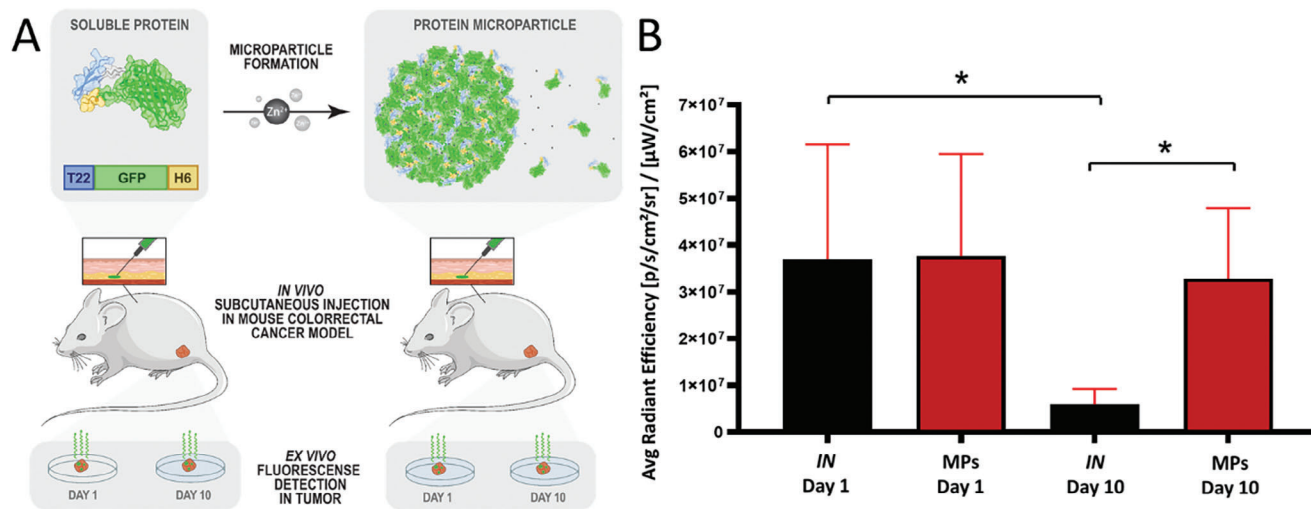 A
SOLUBLE PROTEIN
MICROPARTICLE
FORMATION
Zn²⁺
PROTEIN MICROPARTICLE
T22 GFP H6
IN VIVO
SUBCUTANEOUS INJECTION
IN MOUSE COLORRECTAL
CANCER MODEL
EX VIVO
FLUORESCENSE
DETECTION
IN TUMOR
DAY 1
DAY 10
DAY 1
DAY 10
B
Avg Radiant Efficiency [p/s/cm²/sr] / [µW/cm²]
7×10⁷
6×10⁷
5×10⁷
4×10⁷
3×10⁷
2×10⁷
1×10⁷
0
*
*
IN
Day 1
MPs
Day 1
IN
Day 10
MPs
Day 10